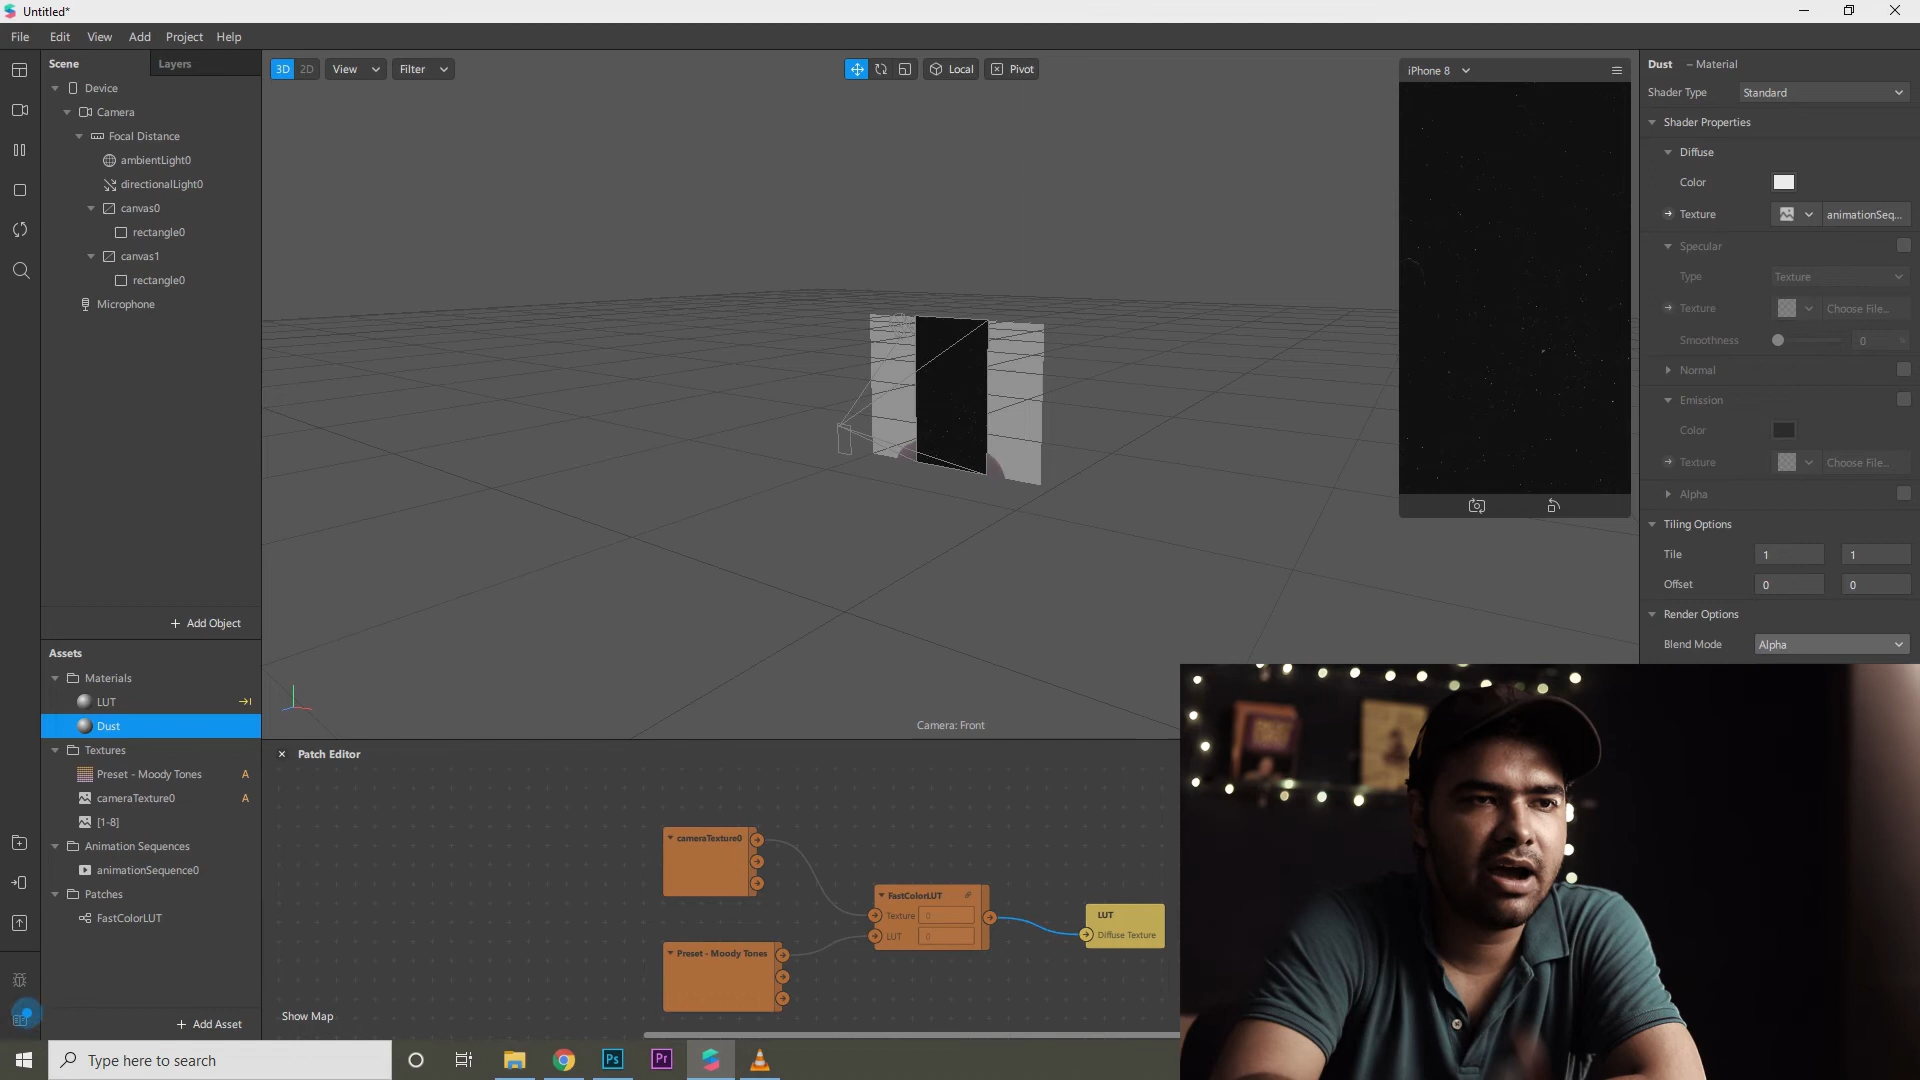 Untitled*
File Edit View Add Project Help
Scene Layers
Device
Camera
Focal Distance
ambientLight0
directionalLight0
canvas0
rectangle0
canvas1
rectangle0
Microphone
+ Add Object
3D 2D View Filter
Local Pivot
iPhone 8
Camera: Front
Dust – Material
Shader Type Standard
Shader Properties
Diffuse
Color
Texture animationSeq...
Specular
Type Texture
Texture Choose File...
Smoothness 0 %
Normal
Emission
Color
Texture Choose File...
Alpha
Tiling Options
Tile 1 1
Offset 0 0
Render Options
Blend Mode Alpha
Assets
Materials
LUT
Dust
Textures
Preset - Moody Tones A
cameraTexture0 A
[1-8]
Animation Sequences
animationSequence0
Patches
FastColorLUT
+ Add Asset
Patch Editor
cameraTexture0
Preset - Moody Tones
FastColorLUT
Texture 0
LUT 0
LUT
Diffuse Texture
Show Map
Type here to search
Ps
Pr